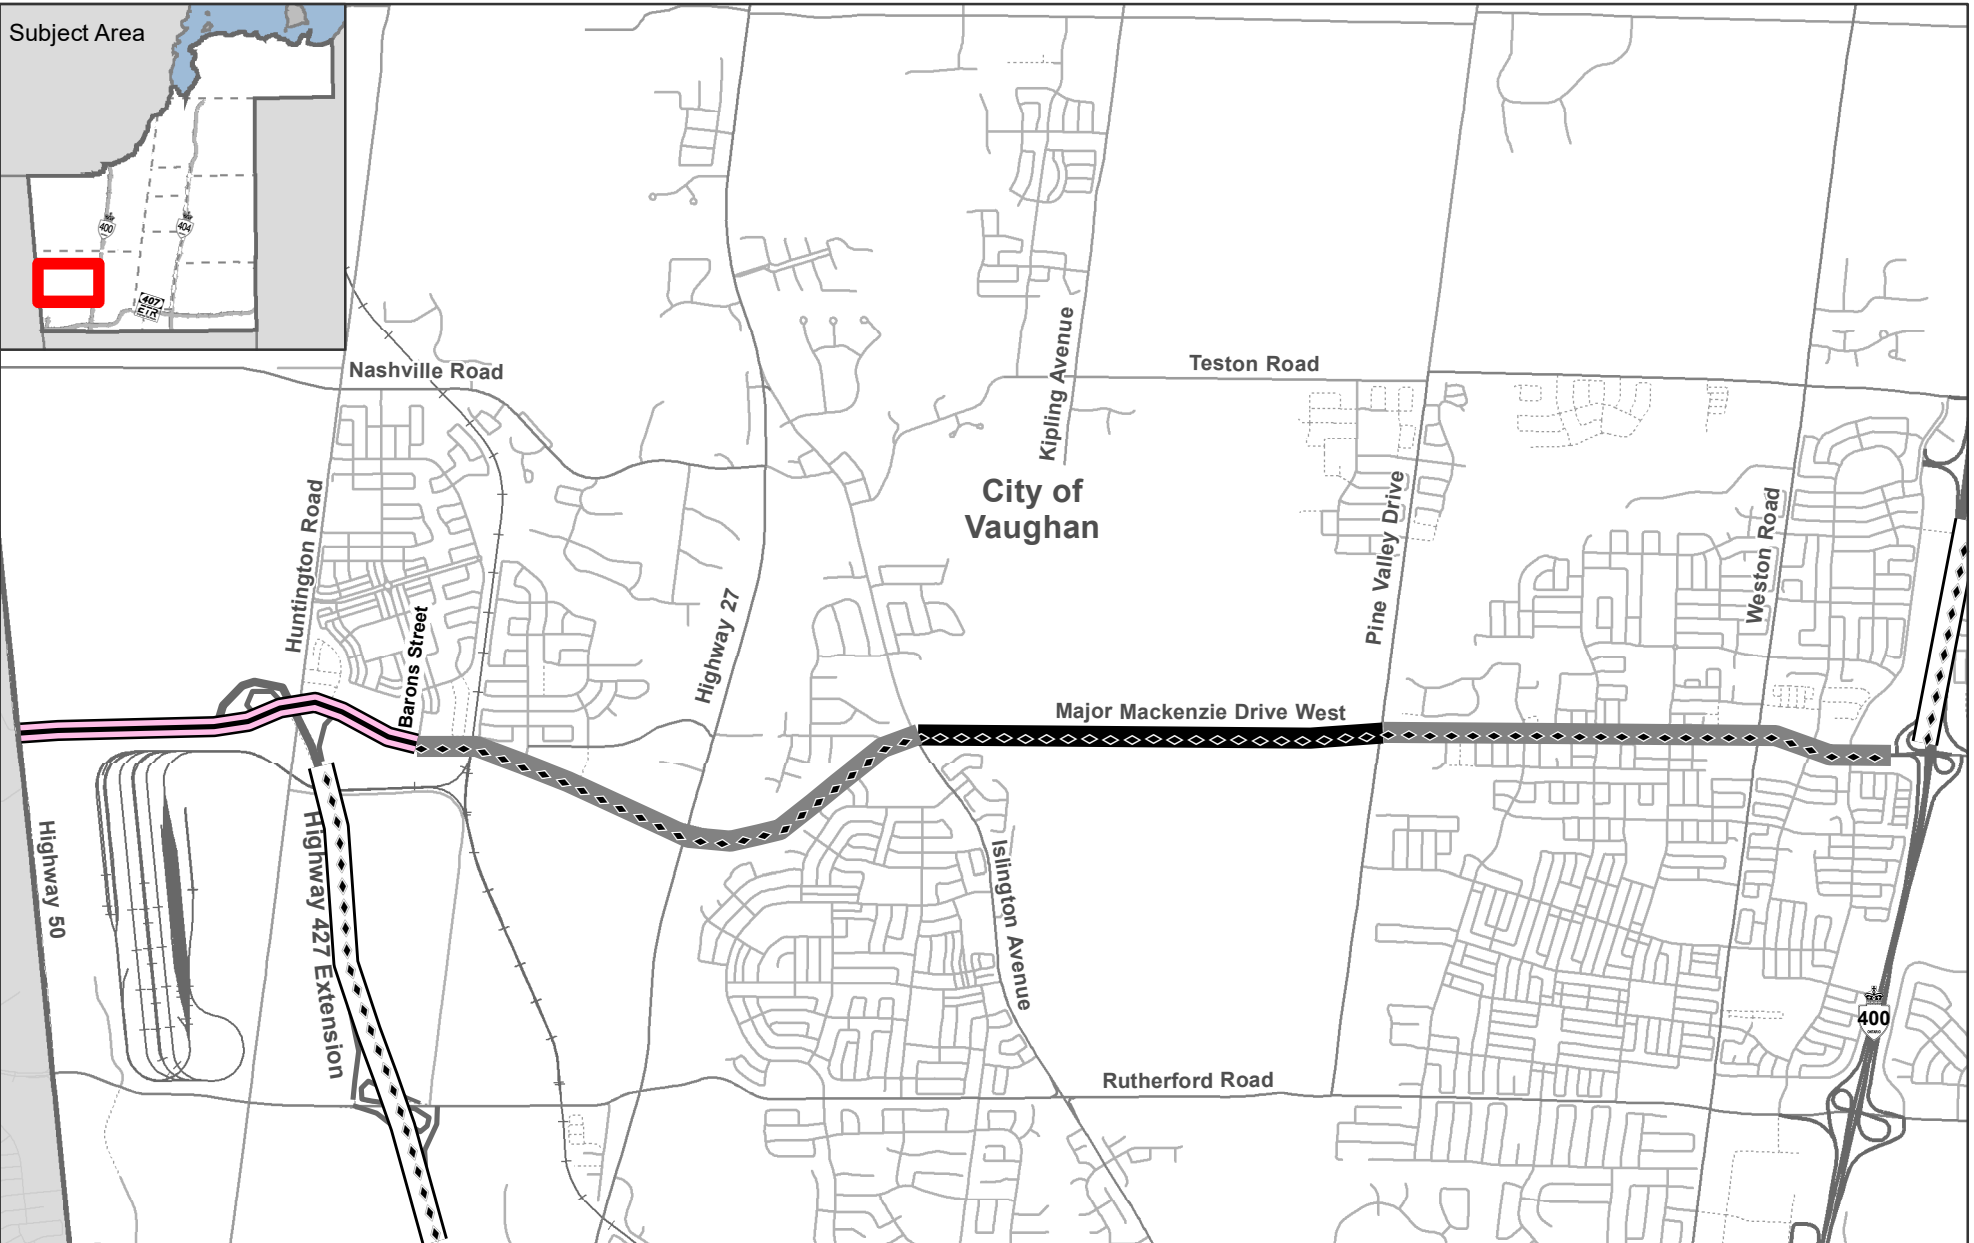 Subject Area
400
404
407
ETR
Nashville Road
Teston Road
Kipling Avenue
City of
Vaughan
Huntington Road
Barons Street
Highway 27
Pine Valley Drive
Weston Road
Major Mackenzie Drive West
Highway 50
Highway 427 Extension
Islington Avenue
400
ONTARIO
Rutherford Road